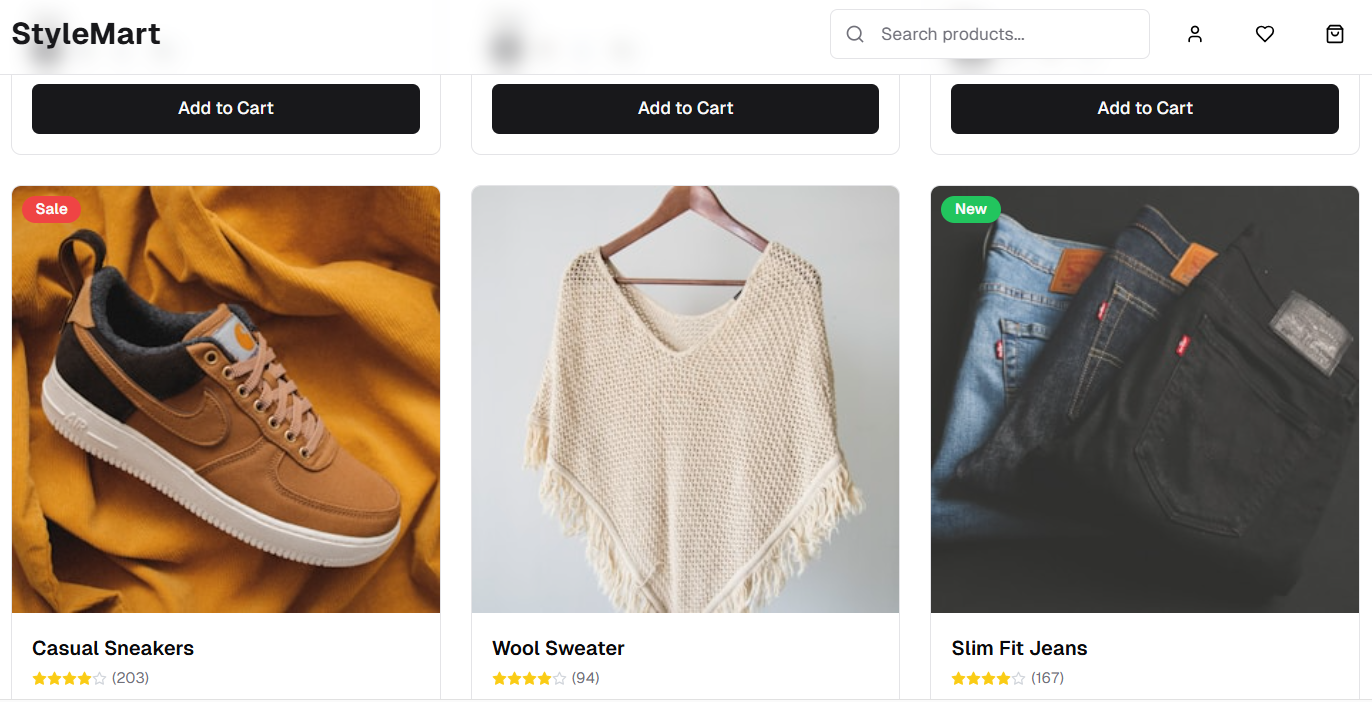 StyleMart
Search products...
Add to Cart
Add to Cart
Add to Cart
Sale
New
AIR
Casual Sneakers
(203)
Wool Sweater
(94)
Slim Fit Jeans
(167)